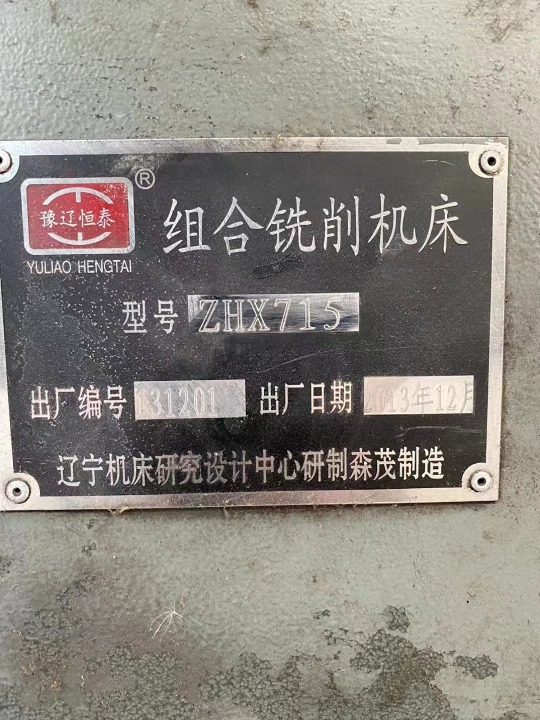 豫辽恒泰
®
YULIAO HENGTAI
组合铣削机床
型号 ZHX715
出厂编号 131201 出厂日期 2013年12月
辽宁机床研究设计中心研制森茂制造